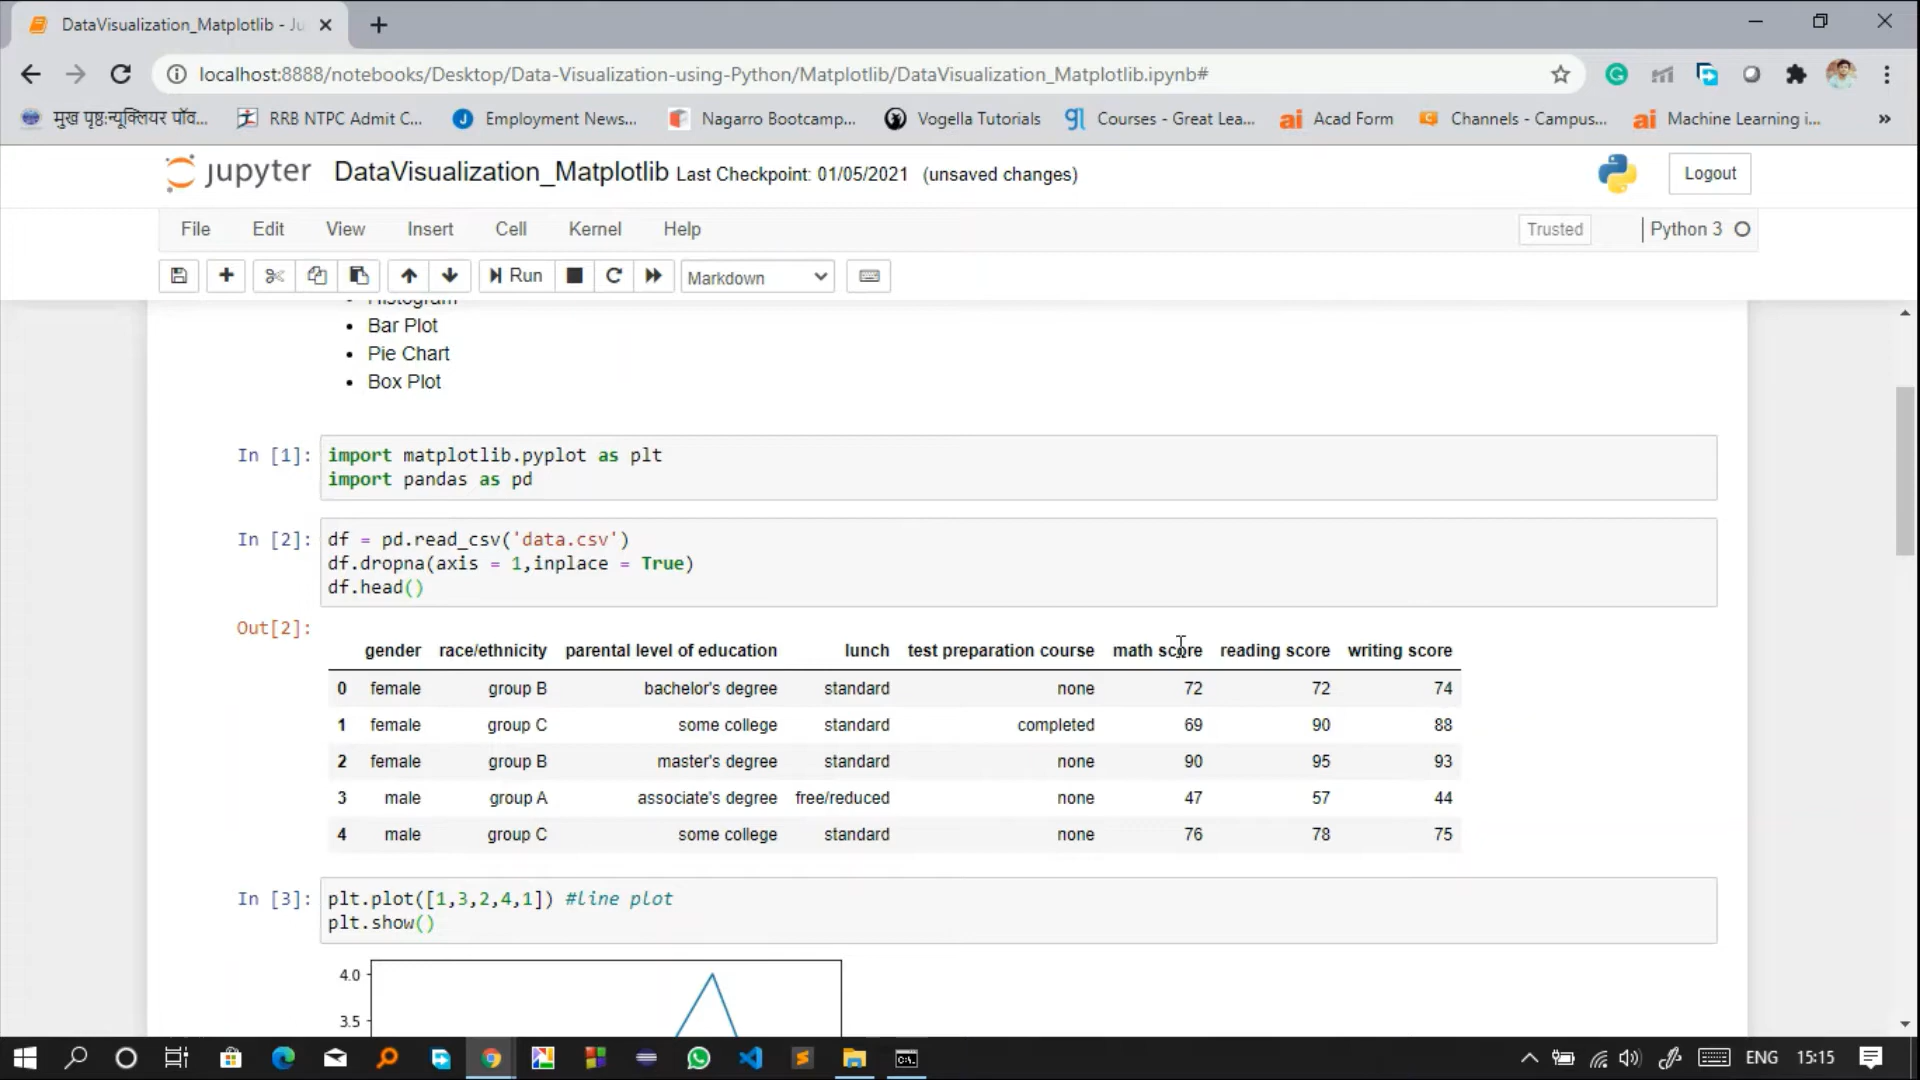 DataVisualization_Matplotlib - Ju
localhost:8888/notebooks/Desktop/Data-Visualization-using-Python/Matplotlib/DataVisualization_Matplotlib.ipynb#
मुख पृष्ठ:न्यूक्लियर पॉव... RRB NTPC Admit C... Employment News... Nagarro Bootcamp... Vogella Tutorials Courses - Great Lea... Acad Form Channels - Campus... Machine Learning i... »
jupyter DataVisualization_Matplotlib Last Checkpoint: 01/05/2021 (unsaved changes) Logout
File Edit View Insert Cell Kernel Help Trusted Python 3
Run Markdown
Histogram
Bar Plot
Pie Chart
Box Plot
In [1]: import matplotlib.pyplot as plt
import pandas as pd
In [2]: df = pd.read_csv('data.csv')
df.dropna(axis = 1,inplace = True)
df.head()
Out[2]:
gender race/ethnicity parental level of education lunch test preparation course math score reading score writing score
0 female group B bachelor's degree standard none 72 72 74
1 female group C some college standard completed 69 90 88
2 female group B master's degree standard none 90 95 93
3 male group A associate's degree free/reduced none 47 57 44
4 male group C some college standard none 76 78 75
In [3]: plt.plot([1,3,2,4,1]) #line plot
plt.show()
4.0
3.5
ENG 15:15